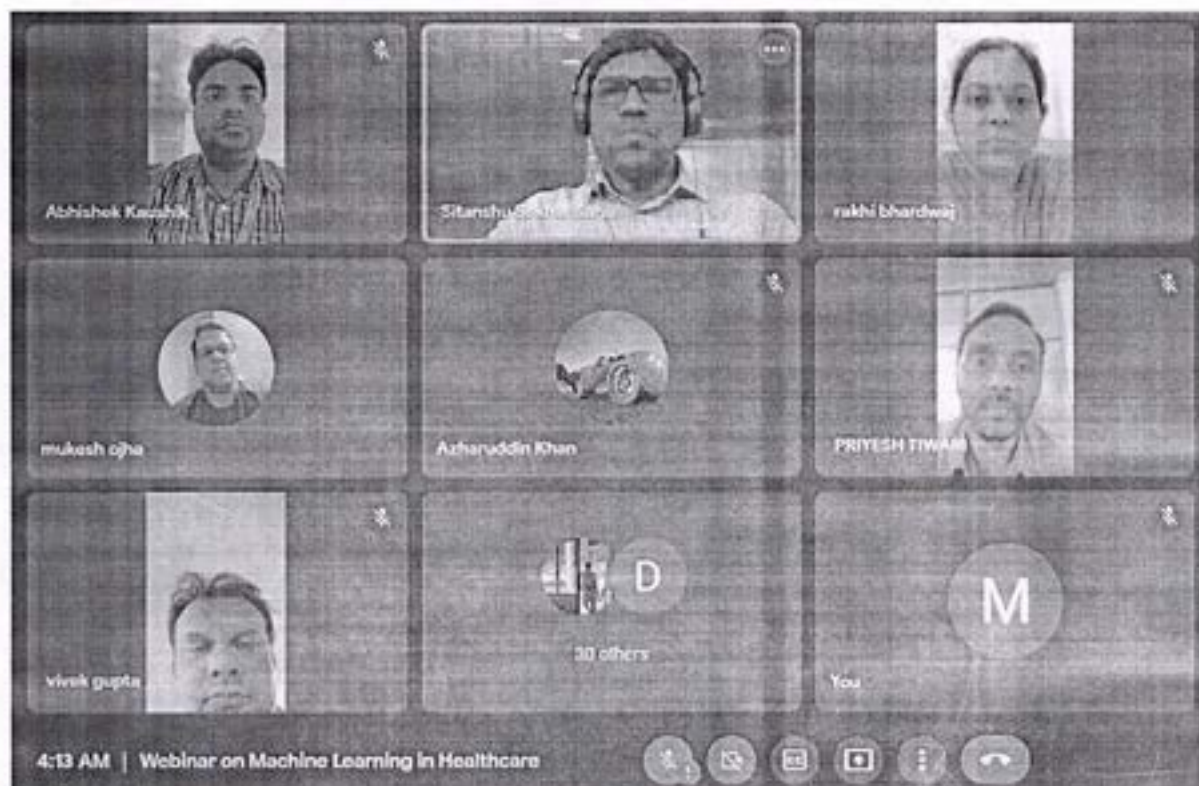 Abhishek Kaushik
Sitanshu
rakhi bhardwaj
mukesh ojha
Azharuddin Khan
PRIYESH TIWARI
vivek gupta
D
30 others
M
You
4:13 AM | Webinar on Machine Learning in Healthcare